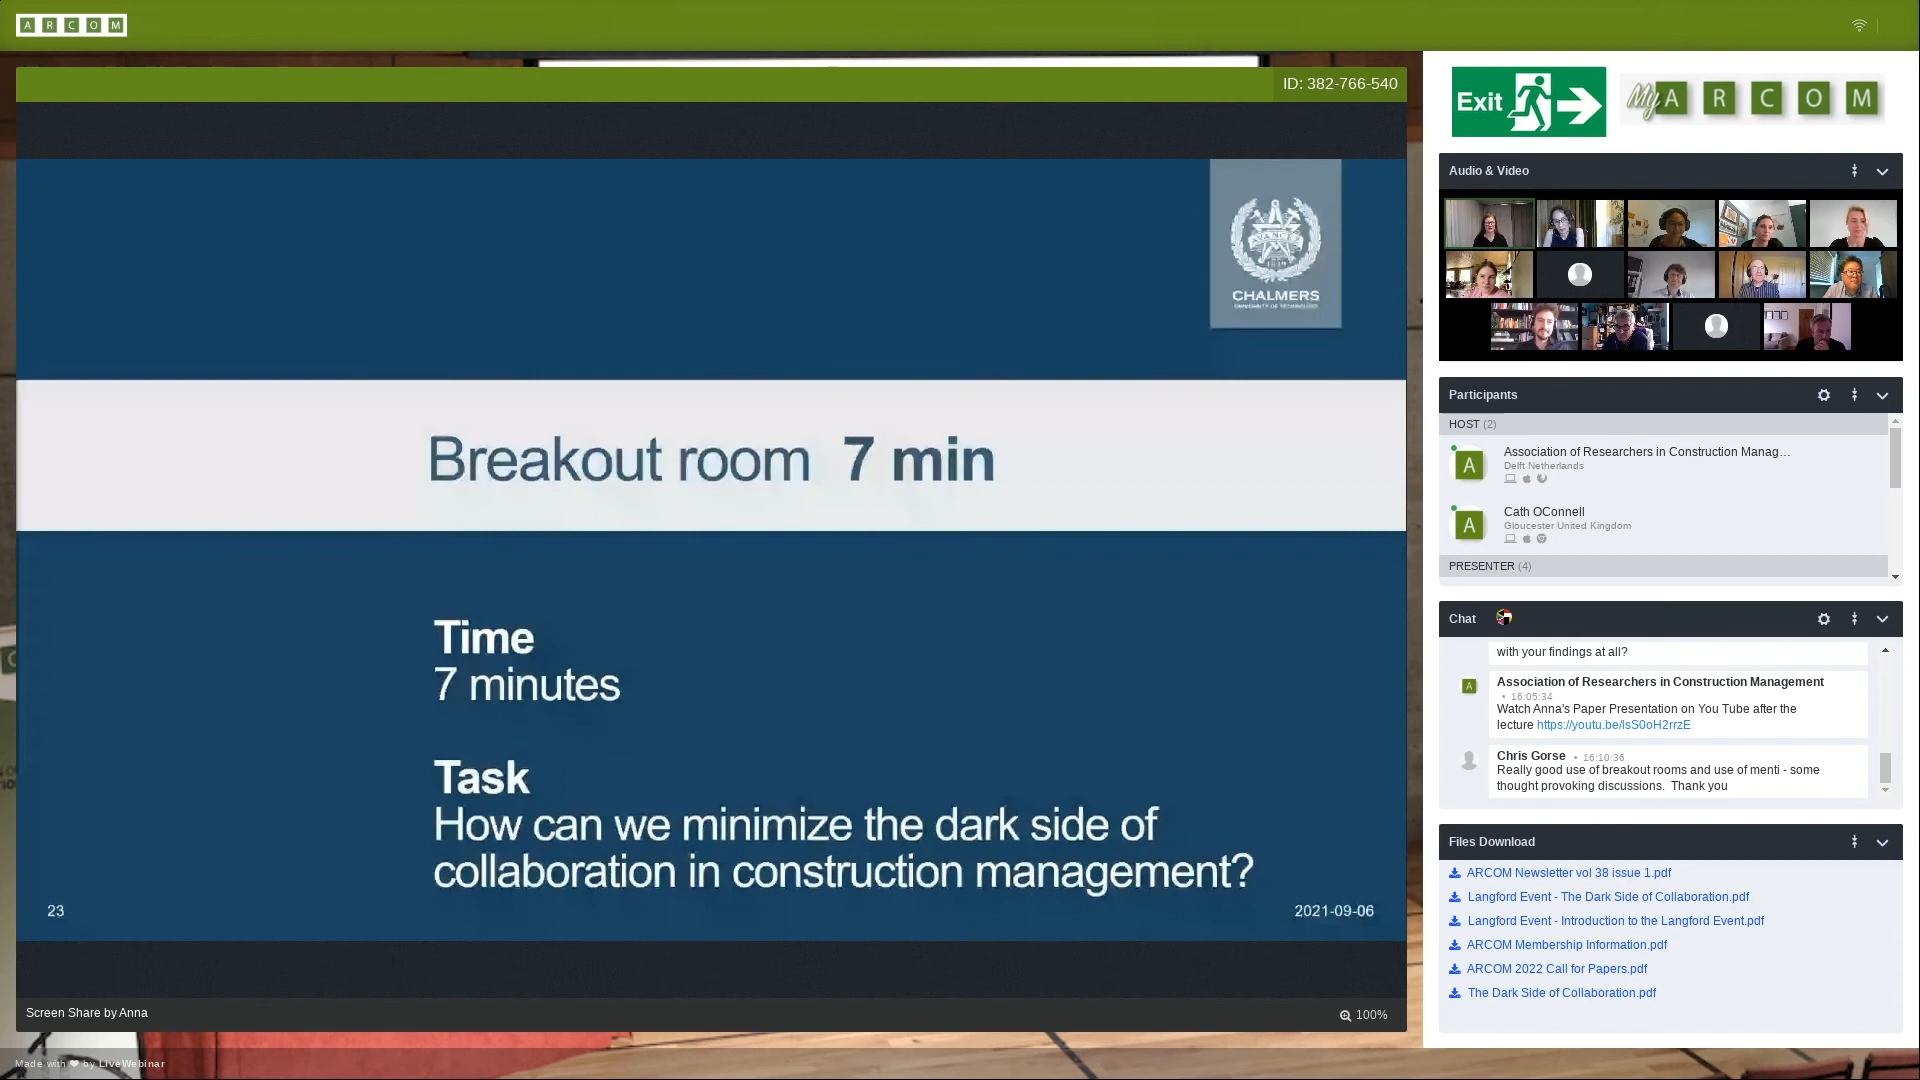 ARCOM
ID: 382-766-540
CHALMERS
UNIVERSITY OF TECHNOLOGY
AVANCEZ
Breakout room 7 min
Time
7 minutes
Task
How can we minimize the dark side of
collaboration in construction management?
23
2021-09-06
Screen Share by Anna
100%
Made with ♥ by LiveWebinar
Exit
My ARCOM
Audio & Video
Participants
HOST (2)
Association of Researchers in Construction Manag…
Delft Netherlands
A
Cath OConnell
Gloucester United Kingdom
A
PRESENTER (4)
Chat
with your findings at all?
A
Association of Researchers in Construction Management
• 16:05:34
Watch Anna's Paper Presentation on You Tube after the
lecture https://youtu.be/lsS0oH2rrzE
Chris Gorse • 16:10:36
Really good use of breakout rooms and use of menti - some
thought provoking discussions. Thank you
Files Download
ARCOM Newsletter vol 38 issue 1.pdf
Langford Event - The Dark Side of Collaboration.pdf
Langford Event - Introduction to the Langford Event.pdf
ARCOM Membership Information.pdf
ARCOM 2022 Call for Papers.pdf
The Dark Side of Collaboration.pdf